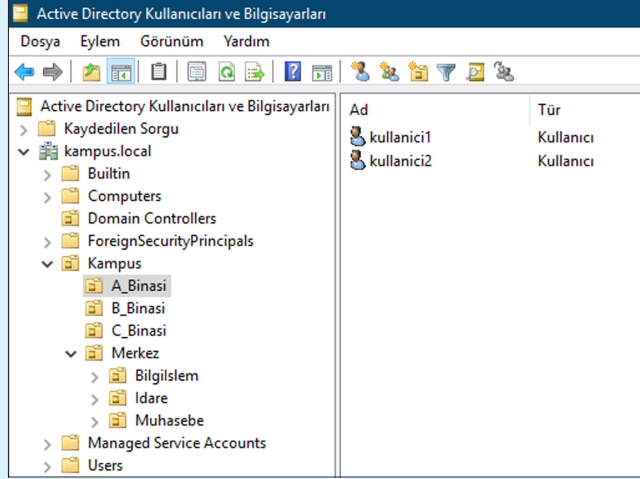 Active Directory Kullanıcıları ve Bilgisayarları
Dosya Eylem Görünüm Yardım
Active Directory Kullanıcıları ve Bilgisayarları
Kaydedilen Sorgu
kampus.local
Builtin
Computers
Domain Controllers
ForeignSecurityPrincipals
Kampus
A_Binasi
B_Binasi
C_Binasi
Merkez
BilgiIslem
Idare
Muhasebe
Managed Service Accounts
Users
Ad Tür
kullanici1 Kullanıcı
kullanici2 Kullanıcı